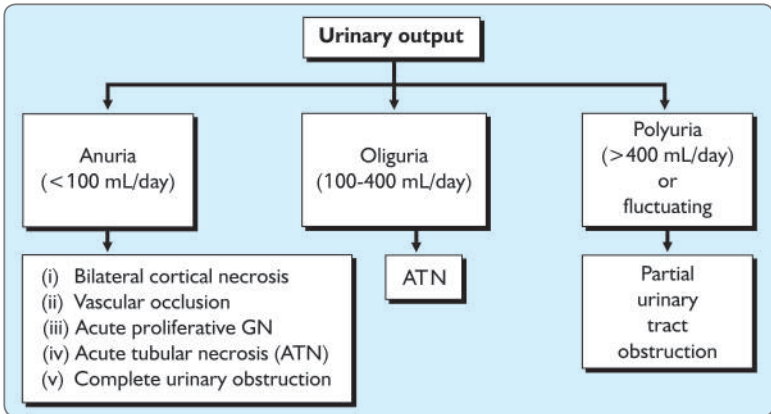 Urinary output
Anuria
(<100 mL/day)
Oliguria
(100-400 mL/day)
Polyuria
(>400 mL/day)
or
fluctuating
(i) Bilateral cortical necrosis
(ii) Vascular occlusion
(iii) Acute proliferative GN
(iv) Acute tubular necrosis (ATN)
(v) Complete urinary obstruction
ATN
Partial
urinary
tract
obstruction